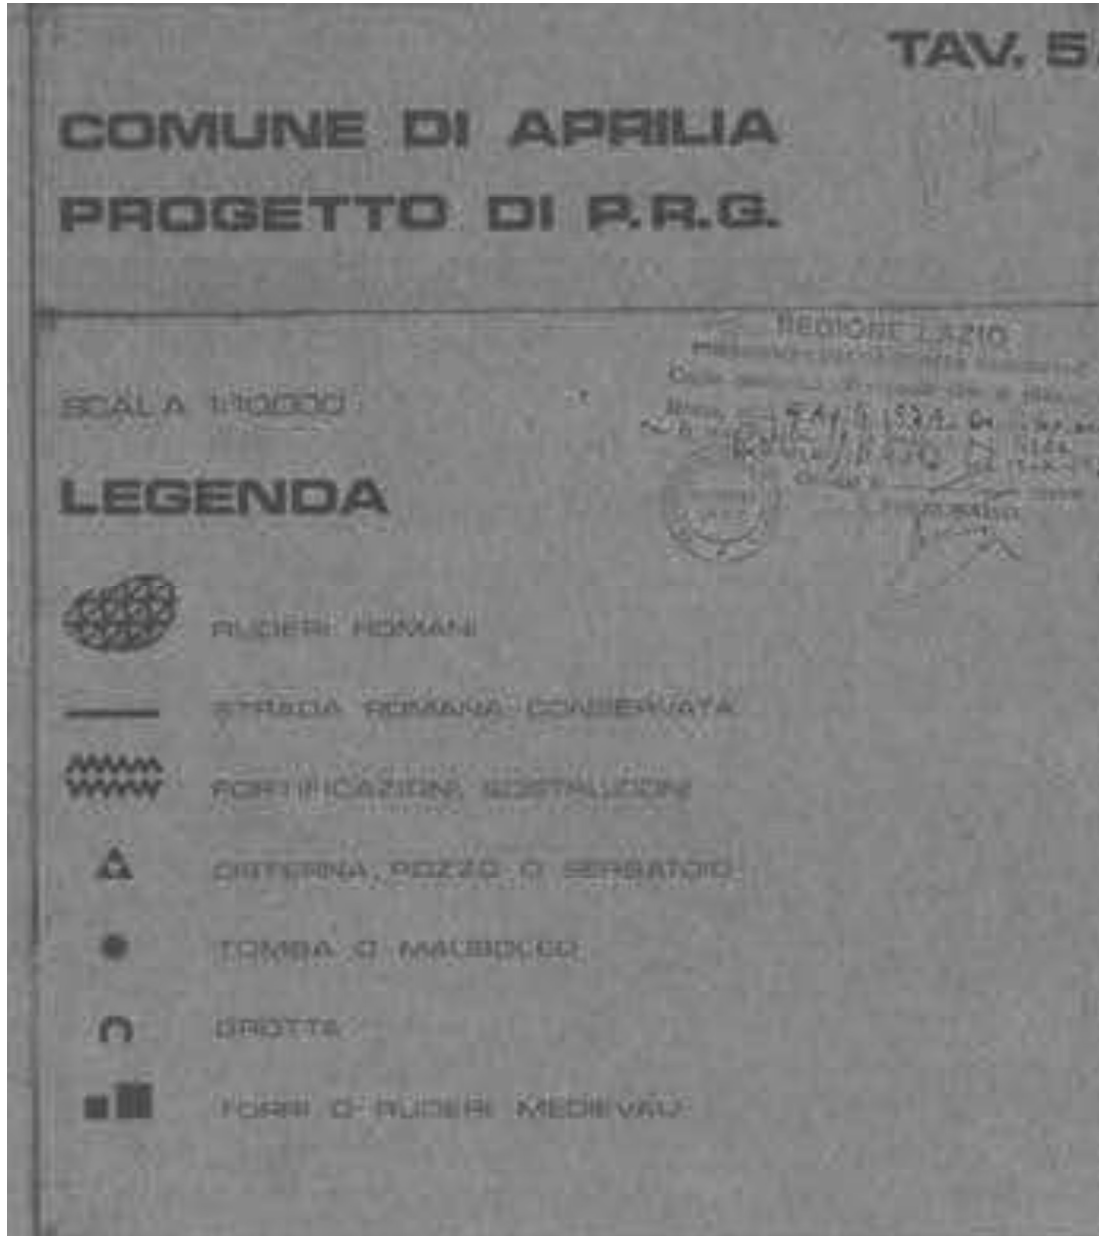 TAV. 5
COMUNE DI APRILIA
PROGETTO DI P.R.G.
REGIONE LAZIO
SCALA 1:10000
LEGENDA
RUDERI ROMANI
STRADA ROMANA CONSERVATA
FORTIFICAZIONI, SOSTRUZIONI
CISTERNA, POZZO O SERBATOIO
TOMBA O MAUSOLEO
GROTTA
TORRI O RUDERI MEDIEVALI